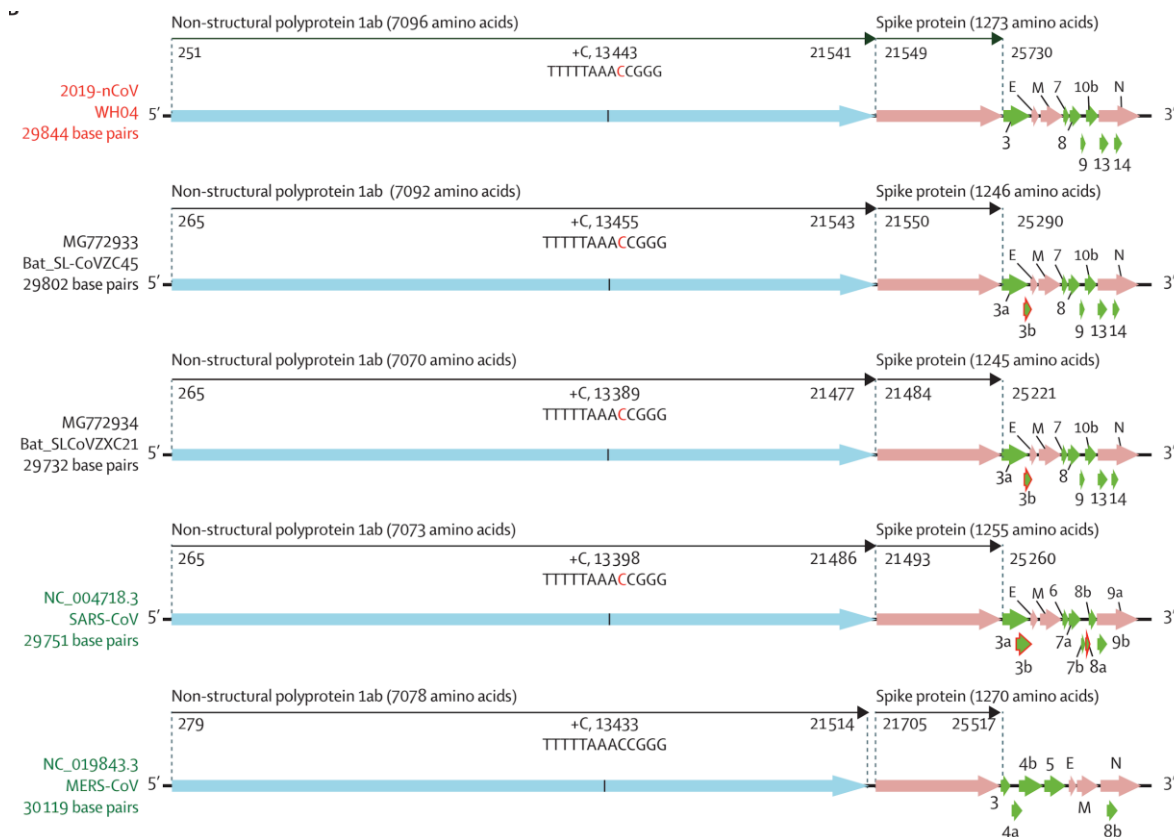 Non-structural polyprotein 1ab (7096 amino acids) Spike protein (1273 amino acids)
251 +C, 13443 21541 21549 25730
TTTTTAAACCGGG
2019-nCoV
WH04
29844 base pairs
5′ 3′
E M 7 10b N
3 8
9 13 14
Non-structural polyprotein 1ab (7092 amino acids) Spike protein (1246 amino acids)
265 +C, 13455 21543 21550 25290
TTTTTAAACCGGG
MG772933
Bat_SL-CoVZC45
29802 base pairs
5′ 3′
E M 7 10b N
3a 8
3b 9 13 14
Non-structural polyprotein 1ab (7070 amino acids) Spike protein (1245 amino acids)
265 +C, 13389 21477 21484 25221
TTTTTAAACCGGG
MG772934
Bat_SLCoVZXC21
29732 base pairs
5′ 3′
E M 7 10b N
3a 8
3b 9 13 14
Non-structural polyprotein 1ab (7073 amino acids) Spike protein (1255 amino acids)
265 +C, 13398 21486 21493 25260
TTTTTAAACCGGG
NC_004718.3
SARS-CoV
29751 base pairs
5′ 3′
E M 6 8b 9a
3a 7a 9b
3b 7b 8a
Non-structural polyprotein 1ab (7078 amino acids) Spike protein (1270 amino acids)
279 +C, 13433 21514 21705 25517
TTTTTAAACCGGG
NC_019843.3
MERS-CoV
30119 base pairs
5′ 3′
4b 5 E N
3 M
4a 8b